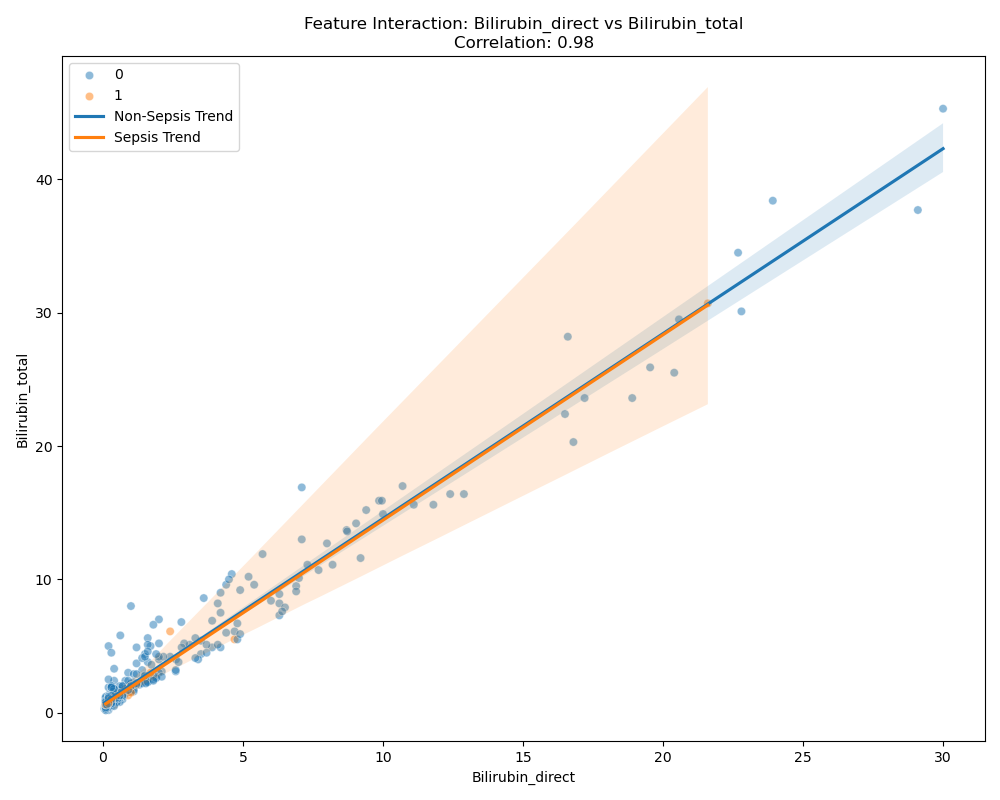 Feature Interaction: Bilirubin_direct vs Bilirubin_total
Correlation: 0.98
0
1
Non-Sepsis Trend
Sepsis Trend
Bilirubin_total
40
30
20
10
0
0 5 10 15 20 25 30
Bilirubin_direct